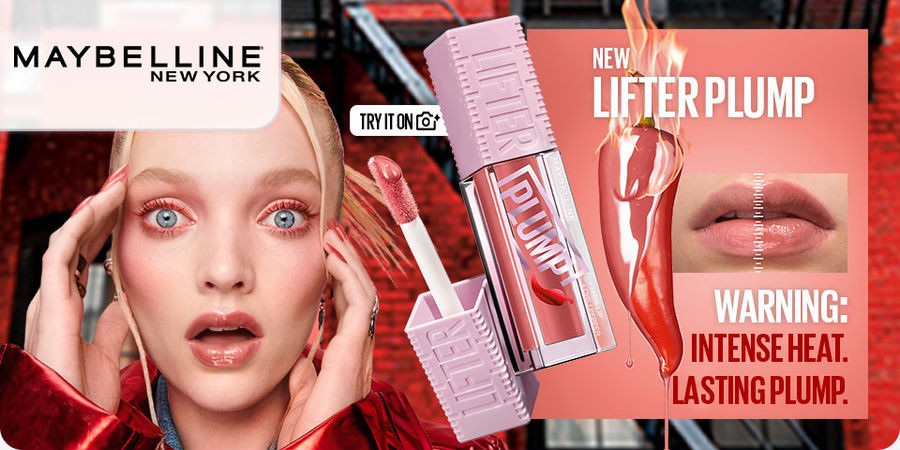 MAYBELLINE
NEW YORK
TRY IT ON
LIFTER
PLUMP
LIFTER
NEW
LIFTER PLUMP
WARNING:
INTENSE HEAT.
LASTING PLUMP.